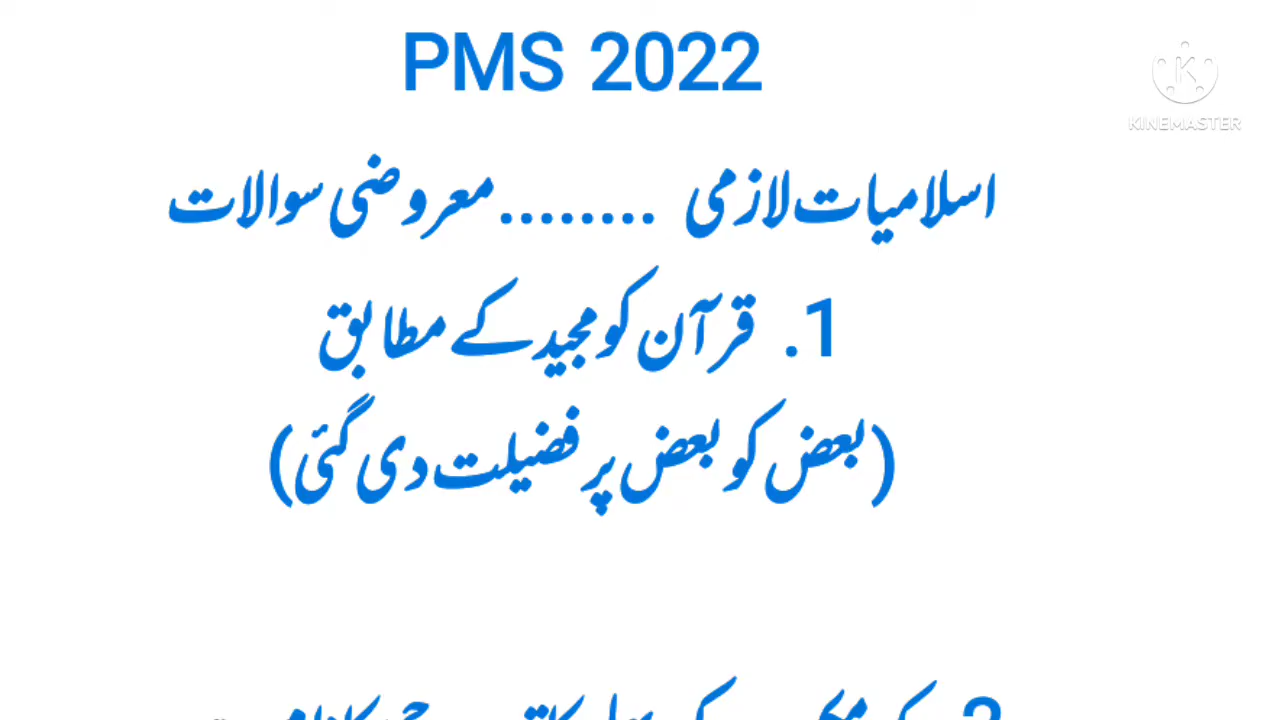 PMS 2022
KINEMASTER
اسلامیات لازمی ........ معروضی سوالات
1. قرآن کو مجید کے مطابق
(بعض کو بعض پر فضیلت دی گئی)